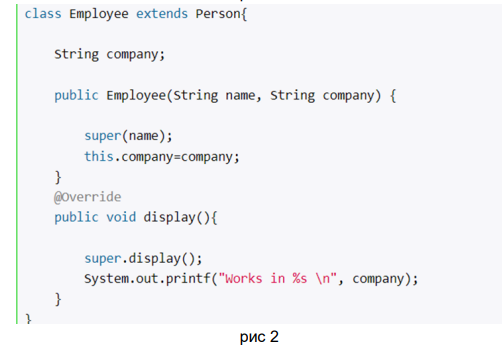 class Employee extends Person{
String company;
public Employee(String name, String company) {
super(name);
this.company=company;
}
@Override
public void display(){
super.display();
System.out.printf("Works in %s \n", company);
}
}
рис 2